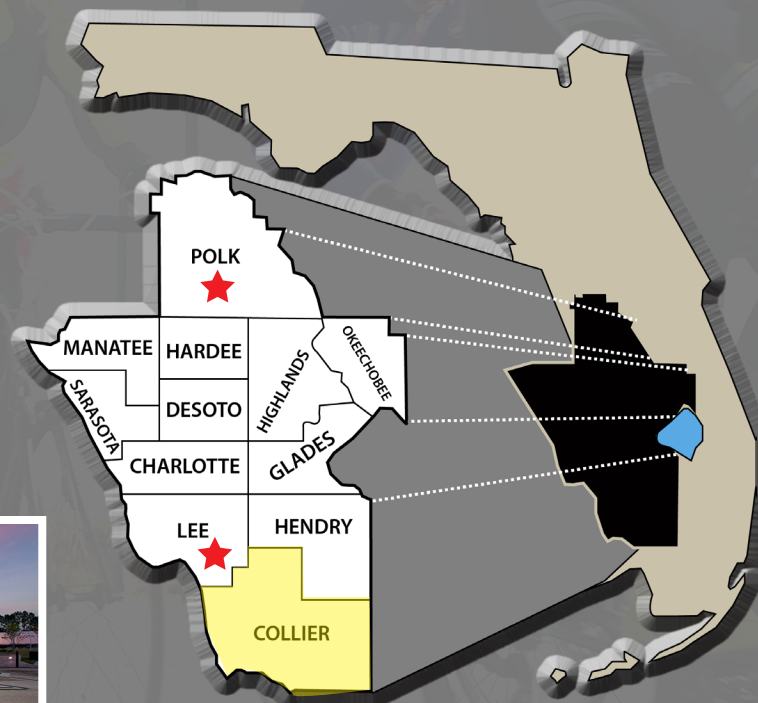 POLK
MANATEE
HARDEE
HIGHLANDS
OKEECHOBEE
SARASOTA
DESOTO
CHARLOTTE
GLADES
LEE
HENDRY
COLLIER